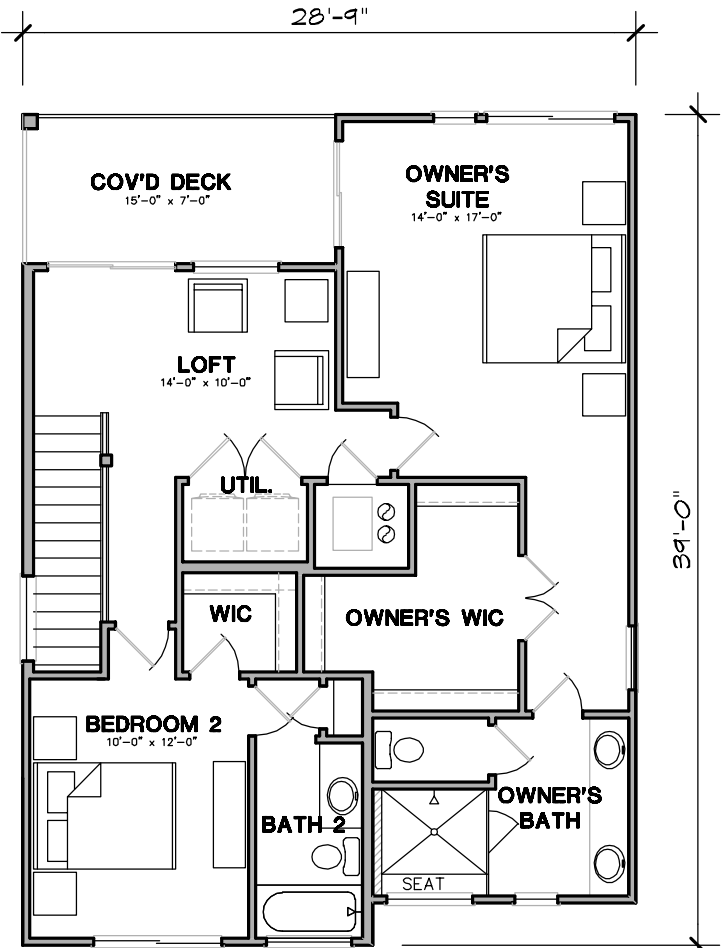 28'-9"
COV'D DECK
15'-0" x 7'-0"
OWNER'S
SUITE
14'-0" x 17'-0"
LOFT
14'-0" x 10'-0"
UTIL.
39'-0"
WIC
OWNER'S WIC
BEDROOM 2
10'-0" x 12'-0"
OWNER'S
BATH
BATH 2
SEAT